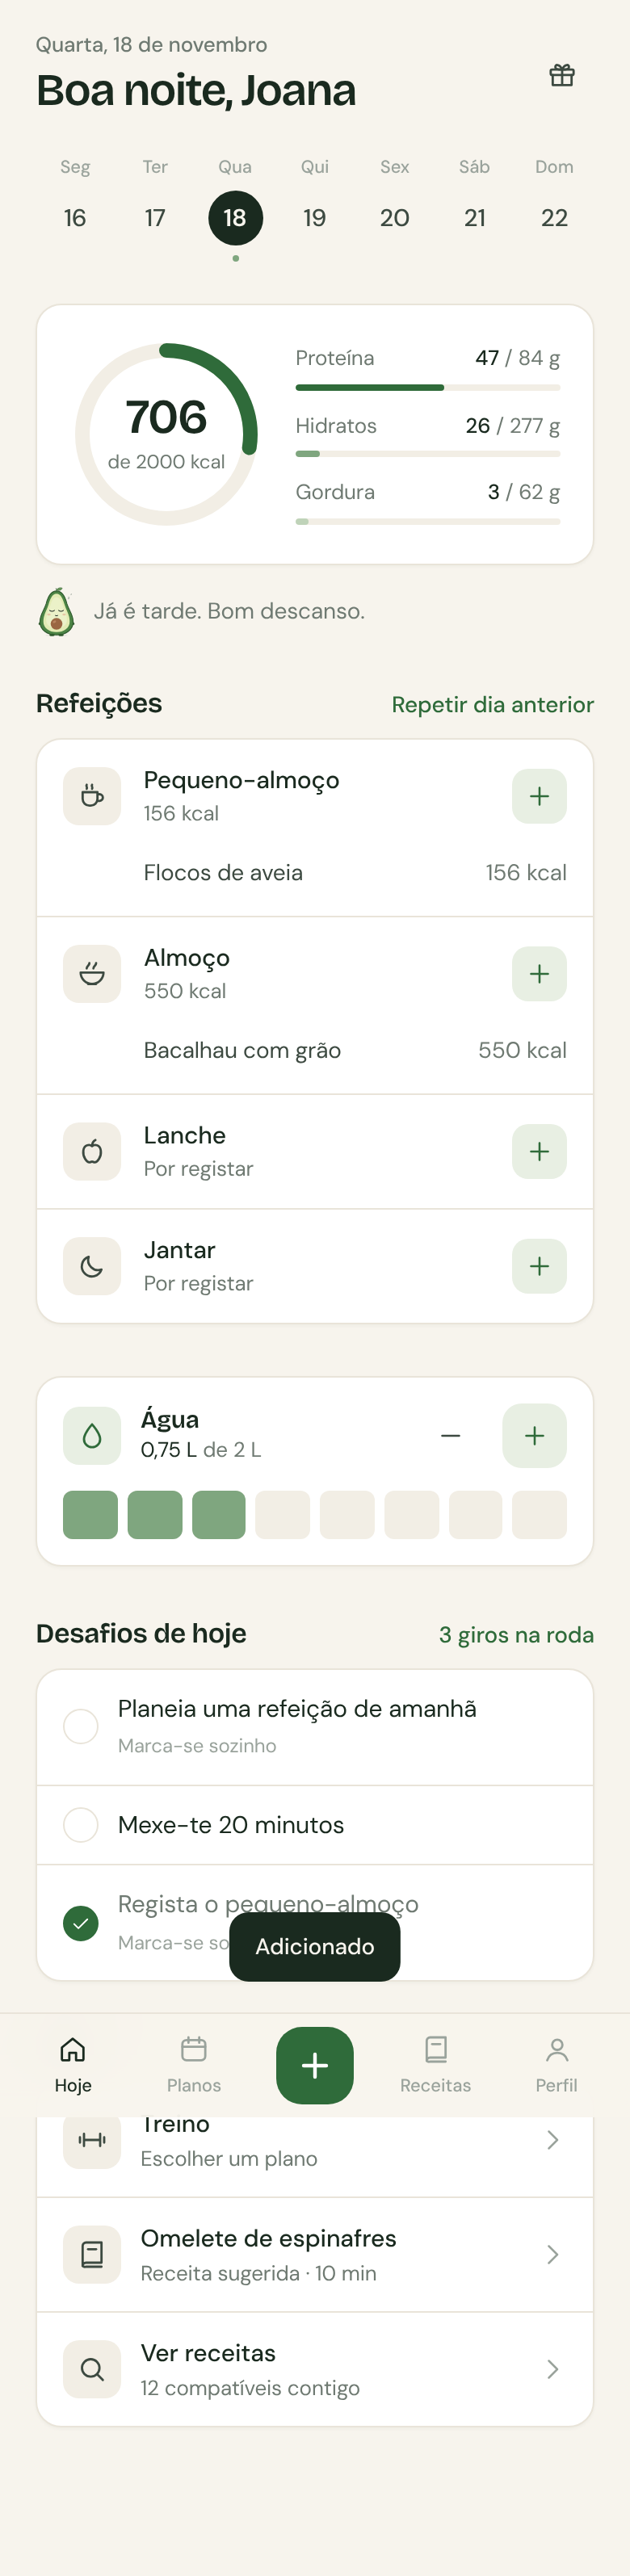 Quarta, 18 de novembro
Boa noite, Joana
Seg Ter Qua Qui Sex Sáb Dom
16 17 18 19 20 21 22
706
de 2000 kcal
Proteína 47 / 84 g
Hidratos 26 / 277 g
Gordura 3 / 62 g
Já é tarde. Bom descanso.
Refeições Repetir dia anterior
Pequeno-almoço
156 kcal
Flocos de aveia 156 kcal
Almoço
550 kcal
Bacalhau com grão 550 kcal
Lanche
Por registar
Jantar
Por registar
Água
0,75 L de 2 L
Desafios de hoje 3 giros na roda
Planeia uma refeição de amanhã
Marca-se sozinho
Mexe-te 20 minutos
Regista o pequeno-almoço
Marca-se so
Adicionado
Hoje Planos Receitas Perfil
Treino
Escolher um plano
Omelete de espinafres
Receita sugerida · 10 min
Ver receitas
12 compatíveis contigo